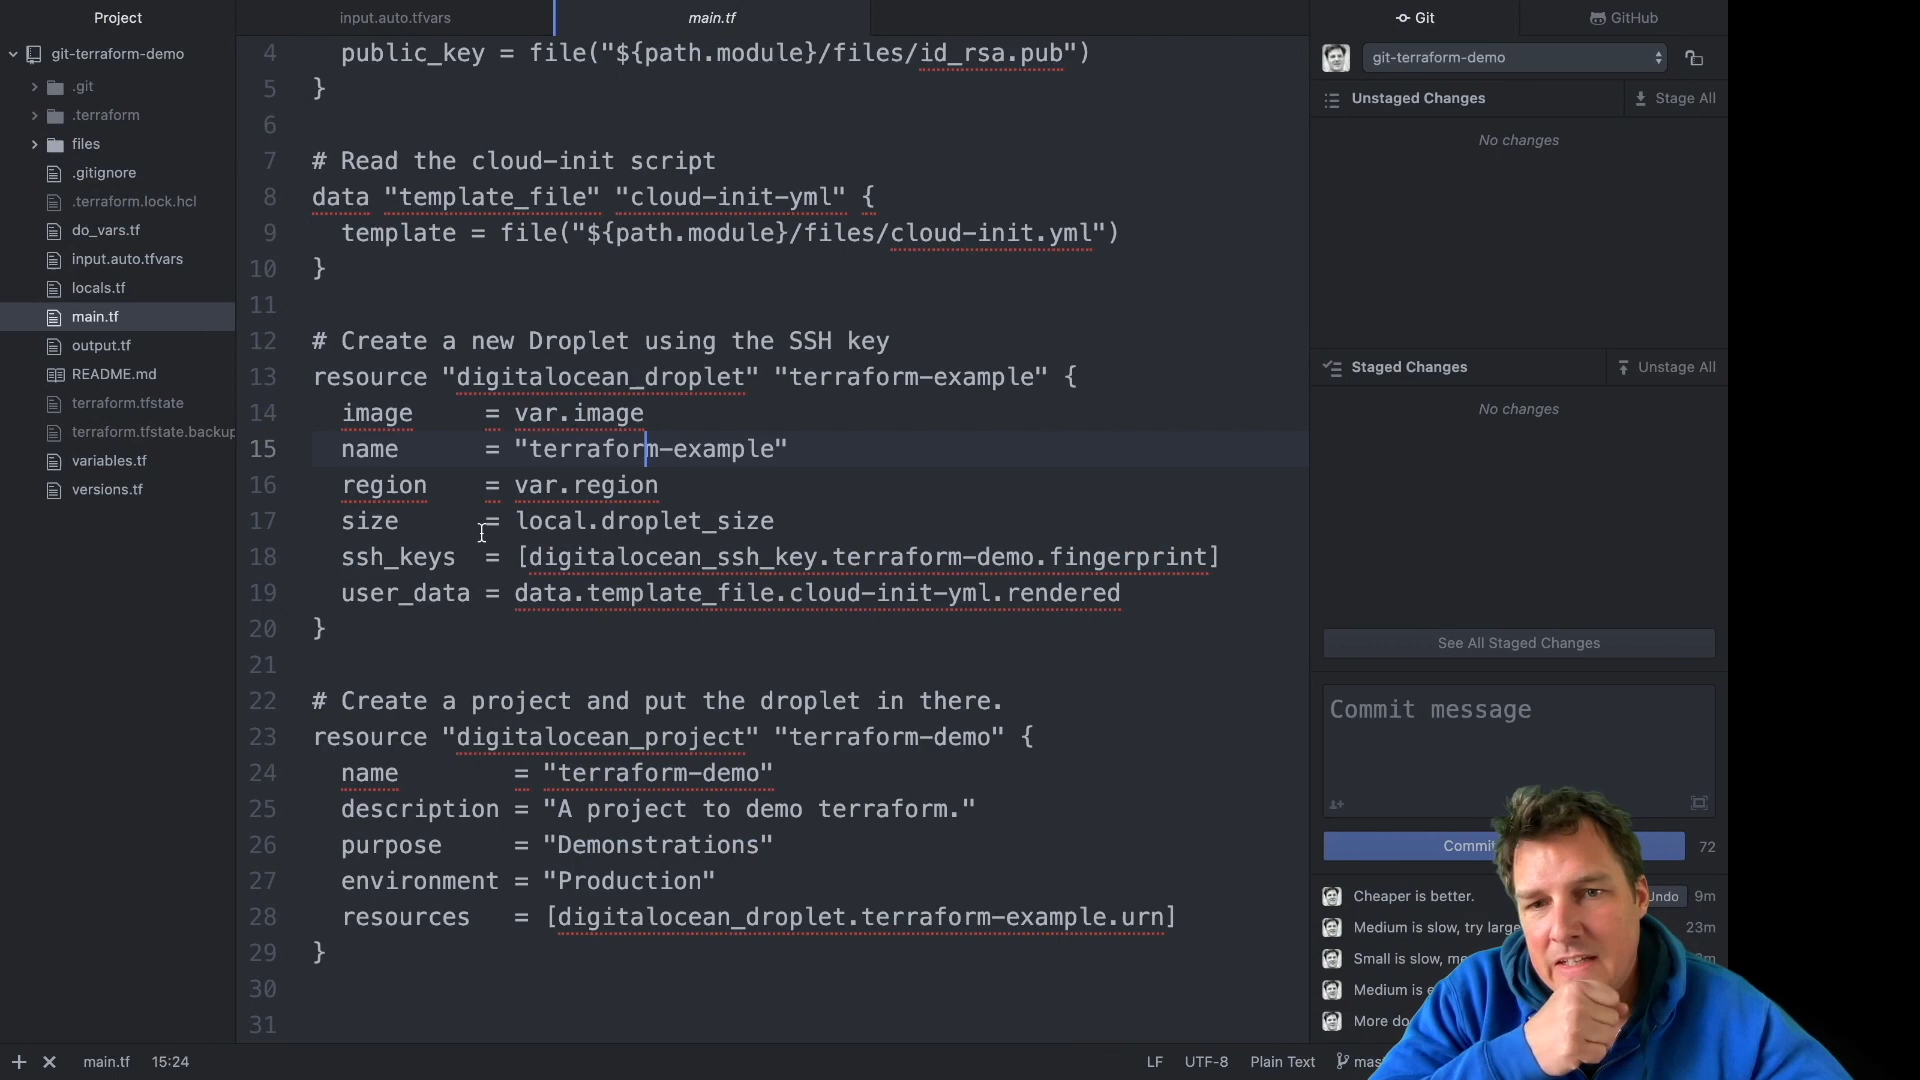 Project
git-terraform-demo
.git
.terraform
files
.gitignore
.terraform.lock.hcl
do_vars.tf
input.auto.tfvars
locals.tf
main.tf
output.tf
README.md
terraform.tfstate
terraform.tfstate.backup
variables.tf
versions.tf
input.auto.tfvars
main.tf
4 public_key = file("${path.module}/files/id_rsa.pub")
5 }
6
7 # Read the cloud-init script
8 data "template_file" "cloud-init-yml" {
9 template = file("${path.module}/files/cloud-init.yml")
10 }
11
12 # Create a new Droplet using the SSH key
13 resource "digitalocean_droplet" "terraform-example" {
14 image = var.image
15 name = "terraform-example"
16 region = var.region
17 size = local.droplet_size
18 ssh_keys = [digitalocean_ssh_key.terraform-demo.fingerprint]
19 user_data = data.template_file.cloud-init-yml.rendered
20 }
21
22 # Create a project and put the droplet in there.
23 resource "digitalocean_project" "terraform-demo" {
24 name = "terraform-demo"
25 description = "A project to demo terraform."
26 purpose = "Demonstrations"
27 environment = "Production"
28 resources = [digitalocean_droplet.terraform-example.urn]
29 }
30
31
Git
GitHub
git-terraform-demo
Unstaged Changes
Stage All
No changes
Staged Changes
Unstage All
No changes
See All Staged Changes
Commit message
Commit
72
Cheaper is better.
Undo
9m
Medium is slow, try large
23m
Small is slow,
Medium is
More
main.tf 15:24
LF UTF-8 Plain Text